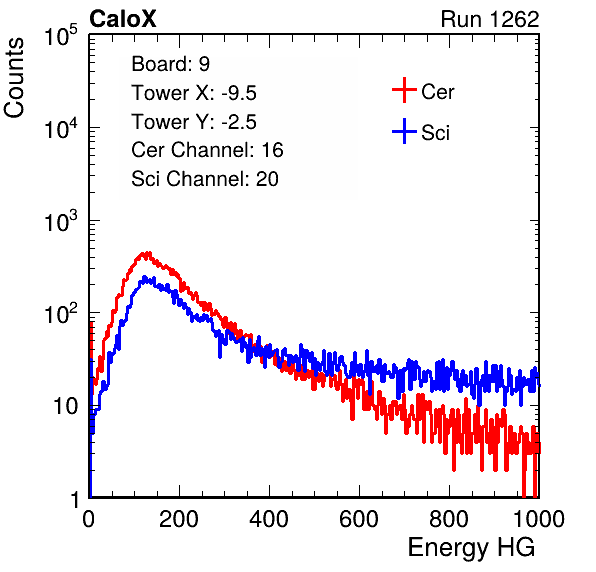 CaloX Run 1262
Counts
10^5
10^4
10^3
10^2
10
1
Board: 9
Tower X: -9.5
Tower Y: -2.5
Cer Channel: 16
Sci Channel: 20
Cer
Sci
0 200 400 600 800 1000
Energy HG